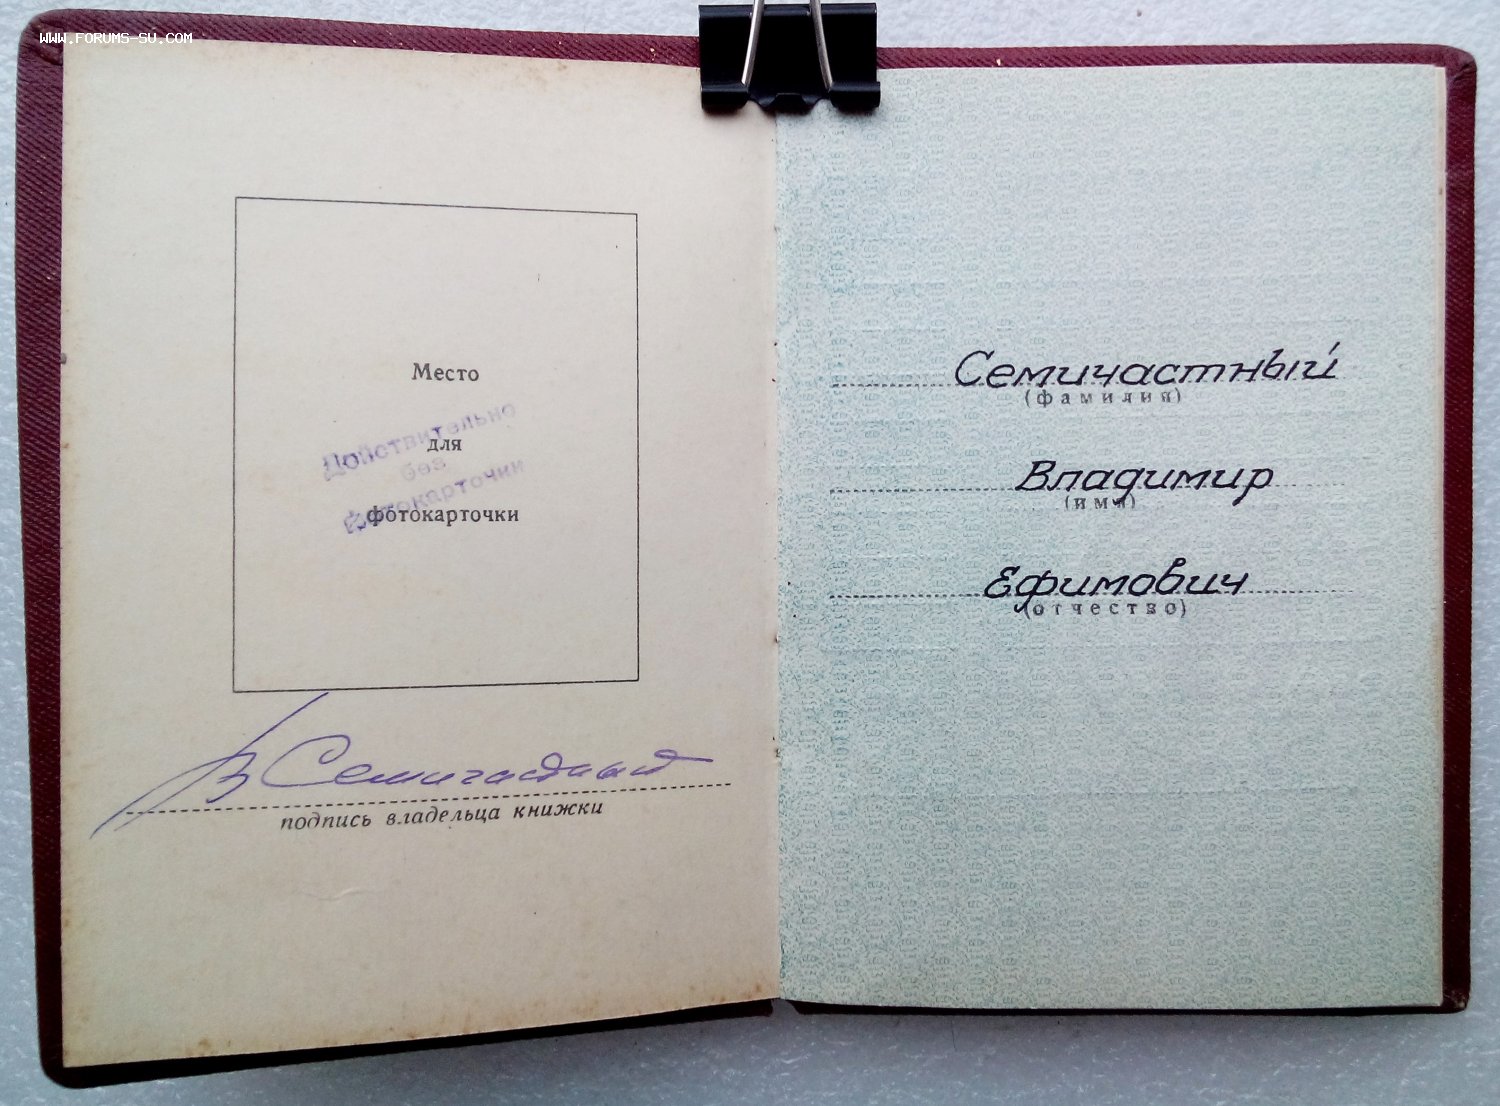 WWW.FORUMS-SU.COM
Место
Действительно
для
без
фотокарточки
фотокарточки
В Семичастный
подпись владельца книжки
Семичастный
(фамилия)
Владимир
(имя)
Ефимович
(отчество)